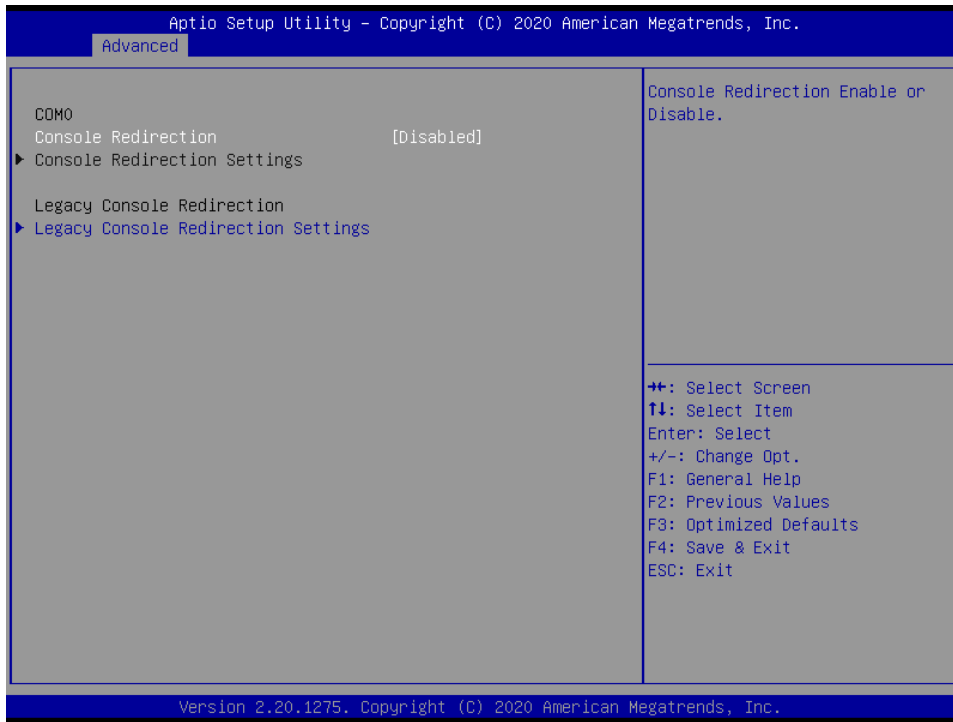 Aptio Setup Utility – Copyright (C) 2020 American Megatrends, Inc.
Advanced
COM0
Console Redirection [Disabled]
▶ Console Redirection Settings
Legacy Console Redirection
▶ Legacy Console Redirection Settings
Console Redirection Enable or
Disable.
→←: Select Screen
↑↓: Select Item
Enter: Select
+/-: Change Opt.
F1: General Help
F2: Previous Values
F3: Optimized Defaults
F4: Save & Exit
ESC: Exit
Version 2.20.1275. Copyright (C) 2020 American Megatrends, Inc.